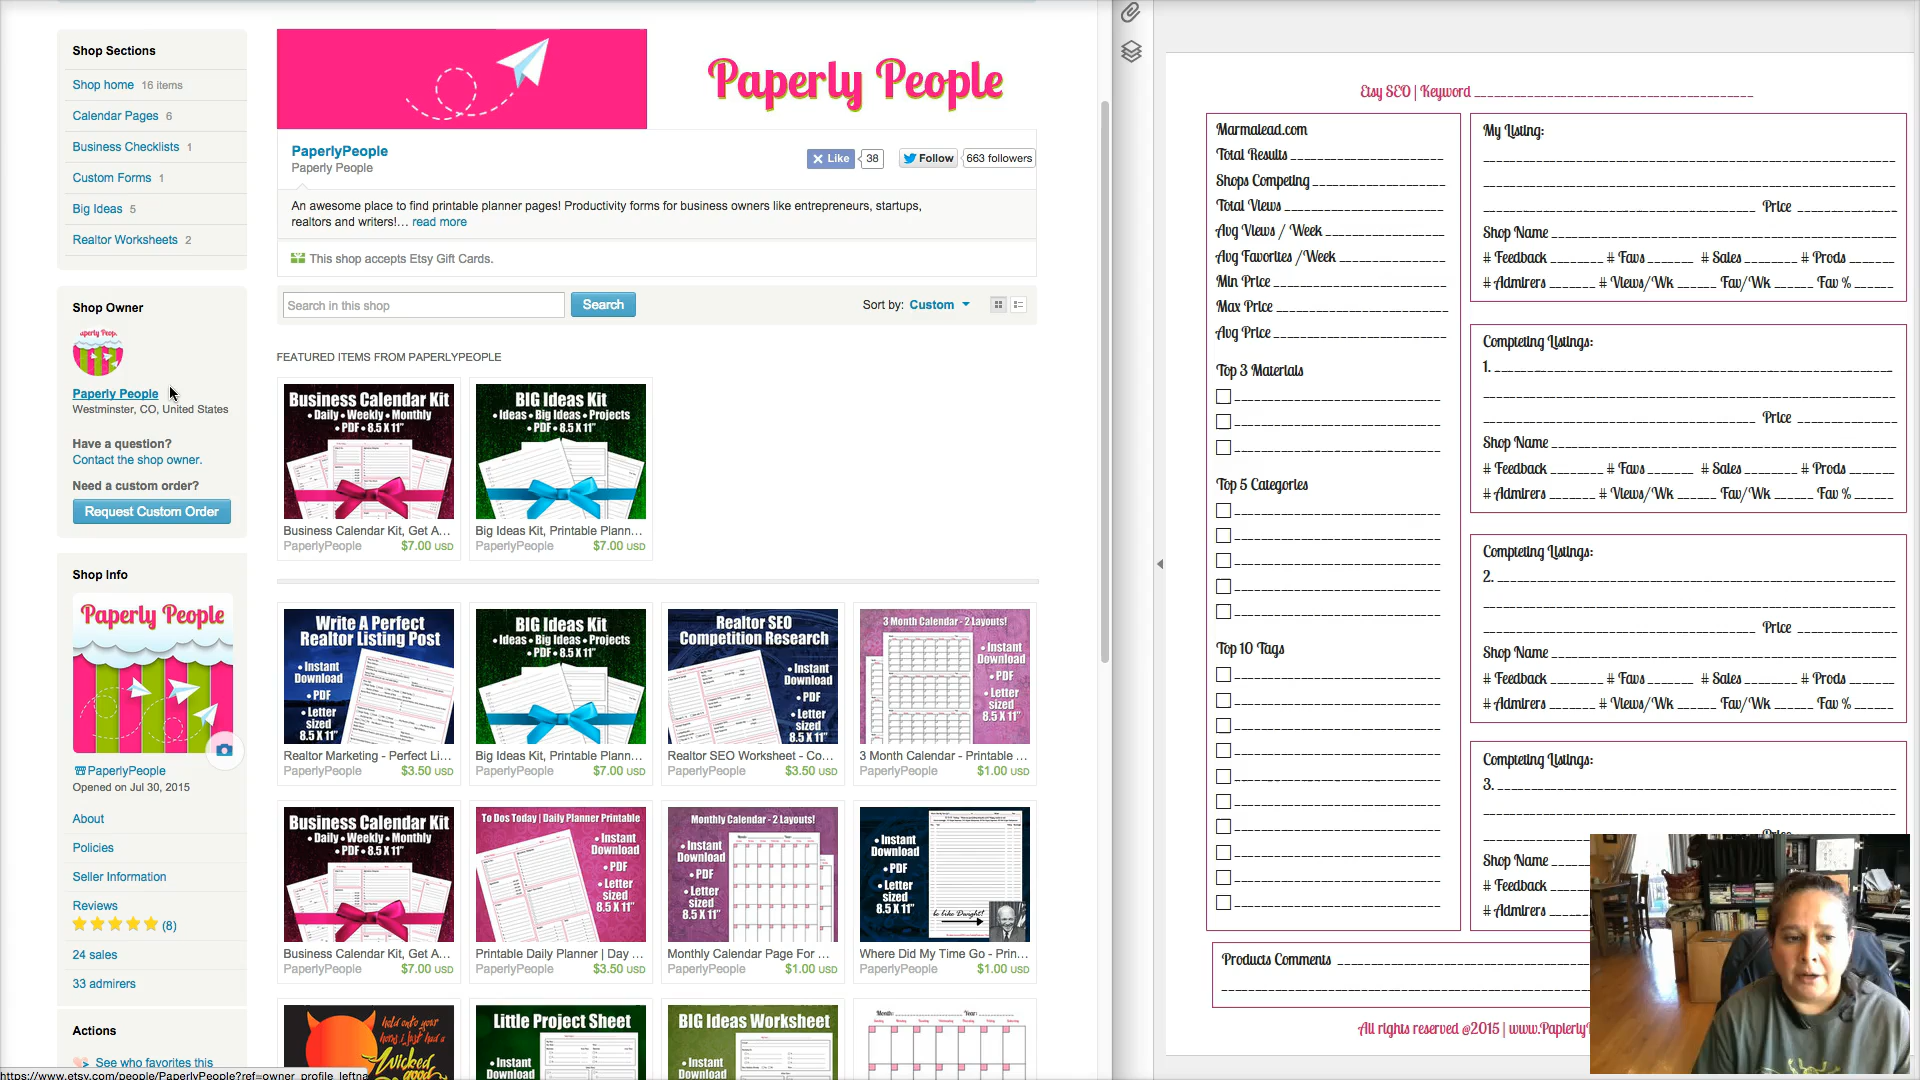 Shop Sections
Shop home 16 items
Calendar Pages 6
Business Checklists 1
Custom Forms 1
Big Ideas 5
Realtor Worksheets 2
Shop Owner
Paperly People
Westminster, CO, United States
Have a question?
Contact the shop owner.
Need a custom order?
Request Custom Order
Shop Info
Paperly People
PaperlyPeople
Opened on Jul 30, 2015
About
Policies
Seller Information
Reviews
(8)
24 sales
33 admirers
Actions
See who favorites this
https://www.etsy.com/people/PaperlyPeople?ref=owner_profile_leftna
Paperly People
PaperlyPeople
Paperly People
Like 38
Follow 663 followers
An awesome place to find printable planner pages! Productivity forms for business owners like entrepreneurs, startups,
realtors and writers!... read more
This shop accepts Etsy Gift Cards.
Search in this shop
Search
Sort by: Custom
FEATURED ITEMS FROM PAPERLYPEOPLE
Business Calendar Kit
• Daily • Weekly • Monthly
• PDF • 8.5 X 11"
Business Calendar Kit, Get A...
PaperlyPeople $7.00 USD
BIG Ideas Kit
• Ideas • Big Ideas • Projects
• PDF • 8.5 X 11"
Big Ideas Kit, Printable Plann...
PaperlyPeople $7.00 USD
Write A Perfect
Realtor Listing Post
• Instant
Download
• PDF
• Letter
sized
8.5 X 11"
Realtor Marketing - Perfect Li...
PaperlyPeople $3.50 USD
BIG Ideas Kit
• Ideas • Big Ideas • Projects
• PDF • 8.5 X 11"
Big Ideas Kit, Printable Plann...
PaperlyPeople $7.00 USD
Realtor SEO
Competition Research
• Instant
Download
• PDF
• Letter
sized
8.5 X 11"
Realtor SEO Worksheet - Co...
PaperlyPeople $3.50 USD
3 Month Calendar - 2 Layouts!
• Instant
Download
• PDF
• Letter
sized
8.5 X 11"
3 Month Calendar - Printable ...
PaperlyPeople $1.00 USD
Business Calendar Kit
• Daily • Weekly • Monthly
• PDF • 8.5 X 11"
Business Calendar Kit, Get A...
PaperlyPeople $7.00 USD
To Dos Today | Daily Planner Printable
• Instant
Download
• PDF
• Letter
sized
8.5 X 11"
Printable Daily Planner | Day ...
PaperlyPeople $3.50 USD
Monthly Calendar - 2 Layouts!
• Instant
Download
• PDF
• Letter
sized
8.5 X 11"
Monthly Calendar Page For ...
PaperlyPeople $1.00 USD
• Instant
Download
• PDF
• Letter
sized
8.5 X 11"
be like Dwight!
Where Did My Time Go - Prin...
PaperlyPeople $1.00 USD
hold onto your
horns i just had a
Wicked
good
Little Project Sheet
• Instant
Download
BIG Ideas Worksheet
• Instant
Download
Month: Year:
Etsy SEO | Keyword
Marmalead.com
Total Results
Shops Competing
Total Views
Avg Views / Week
Avg Favorites /Week
Min Price
Max Price
Avg Price
Top 3 Materials
Top 5 Categories
Top 10 Tags
My Listing:
Price
Shop Name
# Feedback # Favs # Sales # Prods
# Admirers # Views/Wk Fav/Wk Fav %
Competing Listings:
1.
Price
Shop Name
# Feedback # Favs # Sales # Prods
# Admirers # Views/Wk Fav/Wk Fav %
Competing Listings:
2.
Price
Shop Name
# Feedback # Favs # Sales # Prods
# Admirers # Views/Wk Fav/Wk Fav %
Competing Listings:
3.
Shop Name
# Feedback
# Admirers
Products Comments
All rights reserved @2015 | www.Paperly